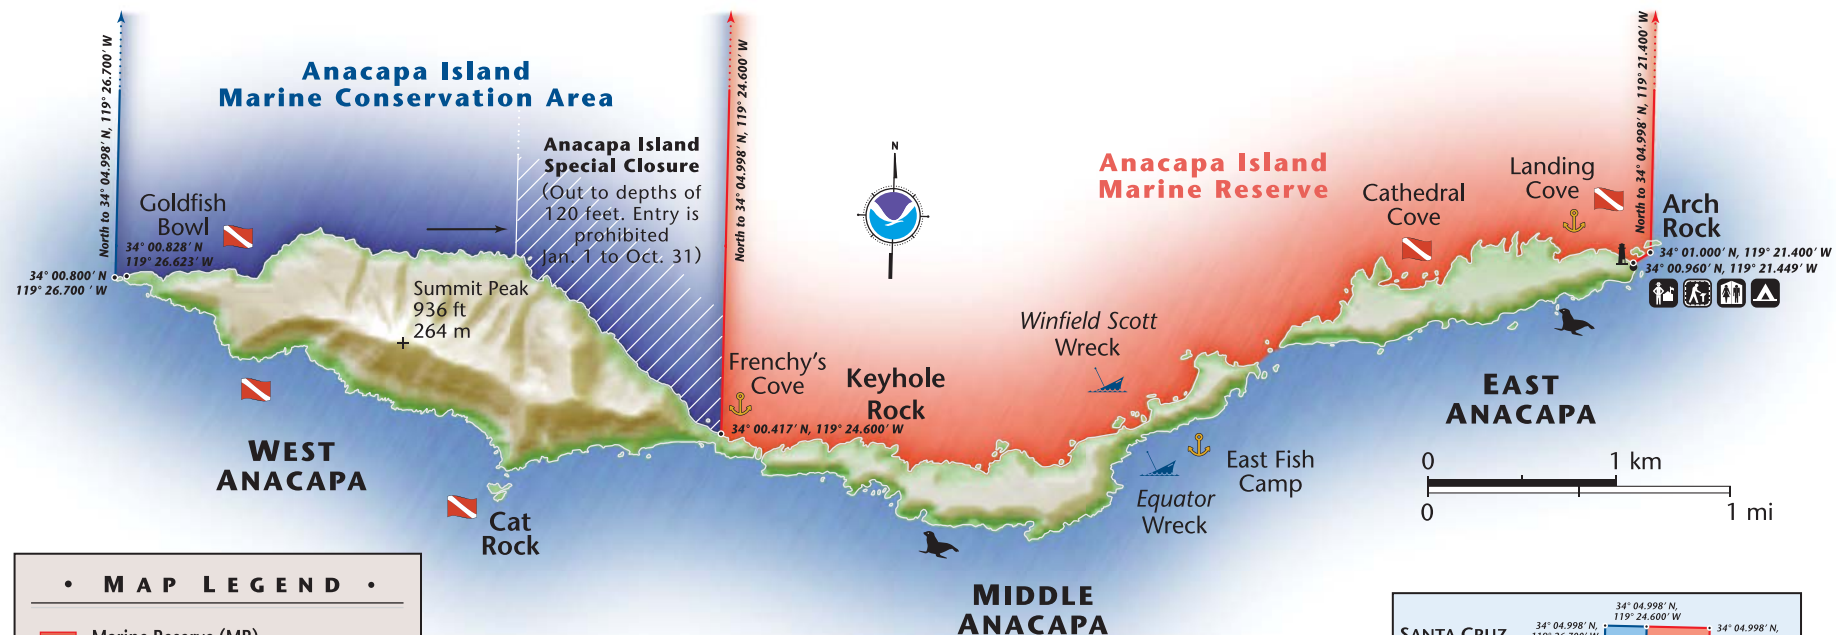 North to 34° 04.998' N, 119° 26.700' W
Anacapa Island
Marine Conservation Area
Anacapa Island
Special Closure
(Out to depths of
120 feet. Entry is
prohibited
Jan. 1 to Oct. 31)
North to 34° 04.998' N, 119° 24.600' W
N
Anacapa Island
Marine Reserve
Cathedral
Cove
Landing
Cove
North to 34° 04.998' N, 119° 21.400' W
Arch
Rock
34° 01.000' N, 119° 21.400' W
34° 00.960' N, 119° 21.449' W
Goldfish
Bowl
34° 00.828' N
119° 26.623' W
34° 00.800' N
119° 26.700 ' W
Summit Peak
936 ft
264 m
Frenchy's
Cove
34° 00.417' N, 119° 24.600' W
Keyhole
Rock
Winfield Scott
Wreck
EAST
ANACAPA
WEST
ANACAPA
Cat
Rock
Equator
Wreck
East Fish
Camp
0 1 km
0 1 mi
MIDDLE
ANACAPA
• MAP LEGEND •
Marine Reserve (MR)
34° 04.998' N,
119° 24.600' W
SANTA CRUZ
34° 04.998' N,
119° 26.700' W
34° 04.998' N,